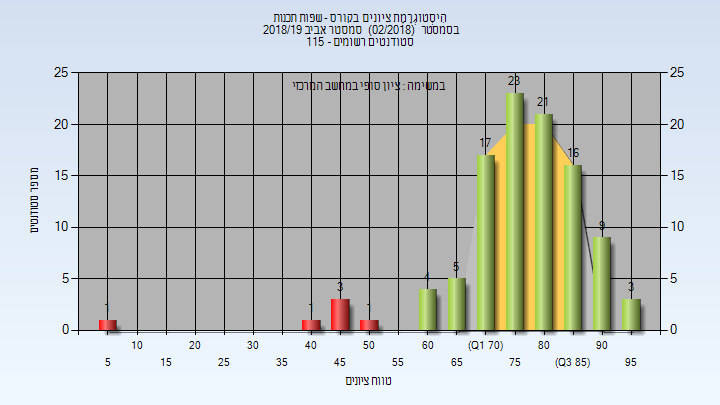 היסטוגרמת ציונים בקורס - שפות תכנות
בסמסטר (02/2018) סמסטר אביב 2018/19
סטודנטים רשומים - 115
במשימה : ציון סופי במחשב המרכזי
25 25
20 20
15 15
10 10
5 5
0 0
מספר סטודנטים
1 1 3 1 4 5 17 23 21 16 9 3
10 20 30 40 50 60 (Q1 70) 80 90
5 15 25 35 45 55 65 75 (Q3 85) 95
טווח ציונים